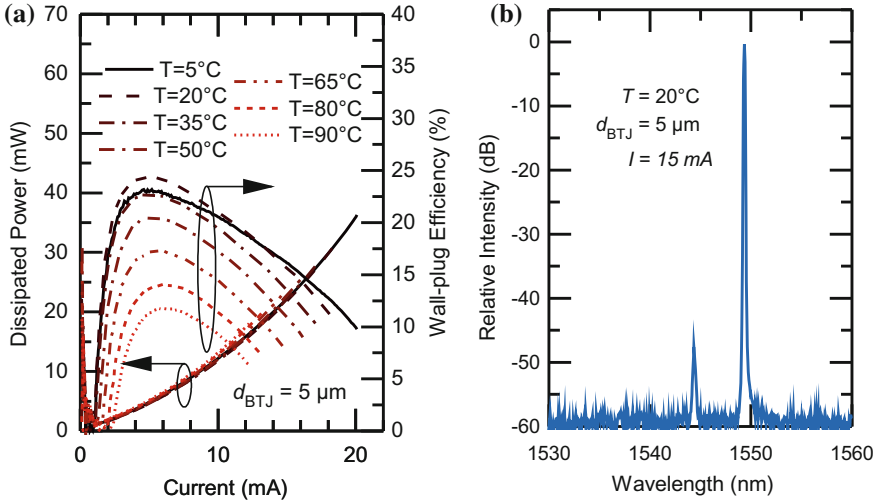 (a)
70
60
50
40
30
20
10
0
Dissipated Power (mW)
40
35
30
25
20
15
10
5
0
Wall-plug Efficiency (%)
T=5°C
T=20°C
T=35°C
T=50°C
T=65°C
T=80°C
T=90°C
d_BTJ = 5 µm
0
10
20
Current (mA)
(b)
0
-10
-20
-30
-40
-50
-60
Relative Intensity (dB)
T = 20°C
d_BTJ = 5 µm
I = 15 mA
1530
1540
1550
1560
Wavelength (nm)